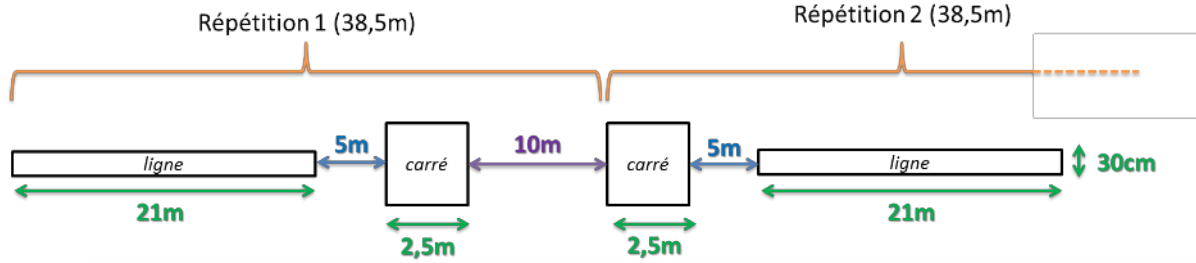 Répétition 1 (38,5m)
Répétition 2 (38,5m)
5m
10m
5m
ligne
carré
carré
ligne
30cm
21m
2,5m
2,5m
21m